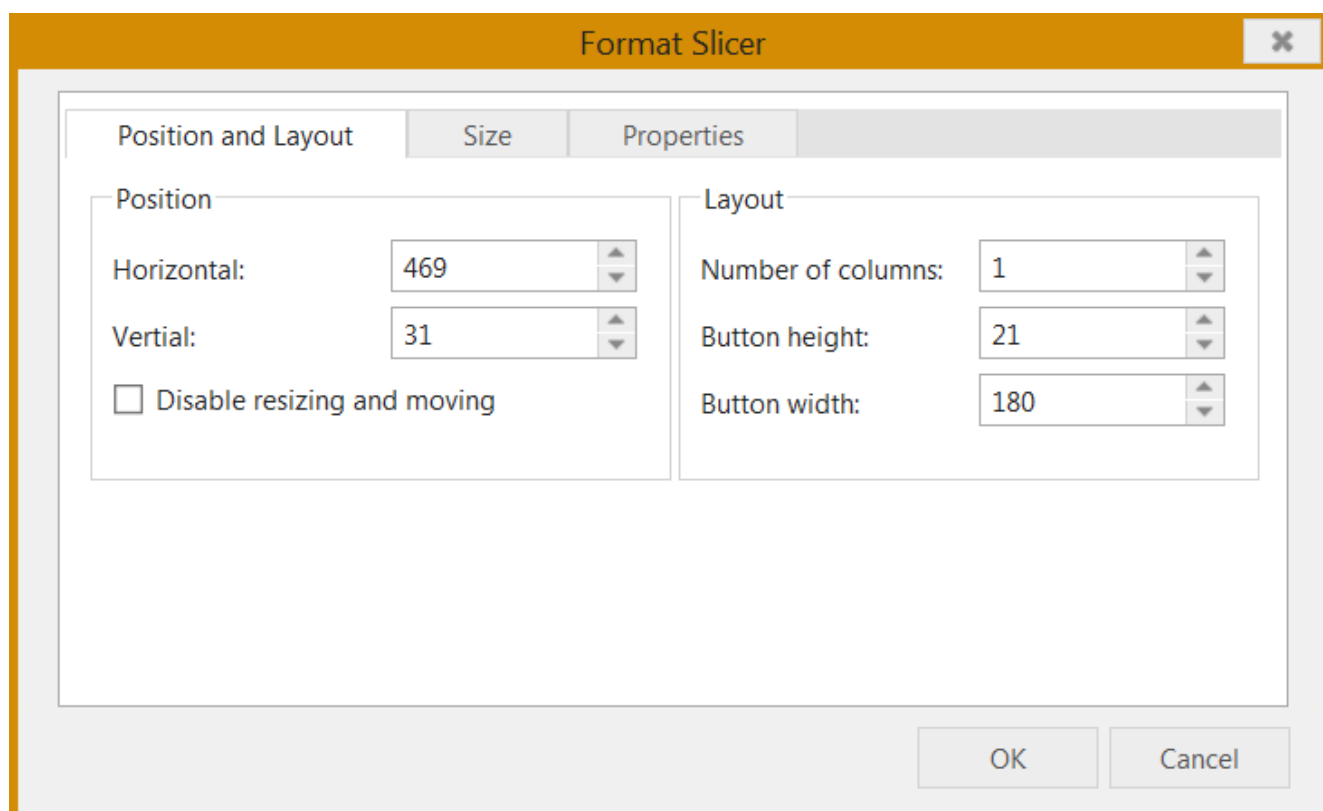 Format Slicer
Position and Layout Size Properties
Position
Horizontal: 469
Vertial: 31
Disable resizing and moving
Layout
Number of columns: 1
Button height: 21
Button width: 180
OK Cancel